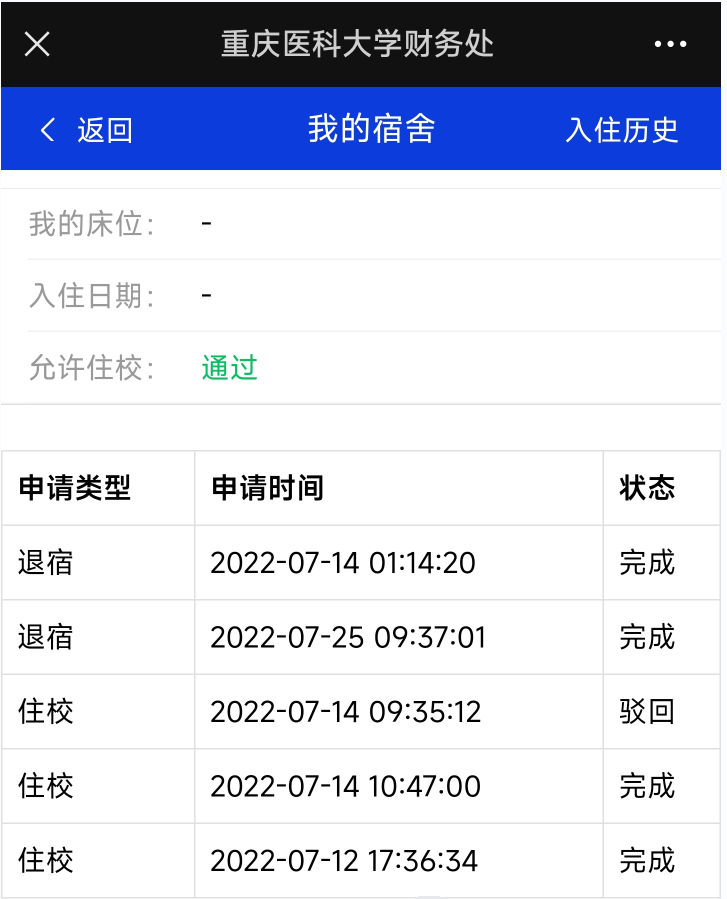 重庆医科大学财务处
返回 我的宿舍 入住历史
我的床位： -
入住日期： -
允许住校： 通过
申请类型 申请时间 状态
退宿 2022-07-14 01:14:20 完成
退宿 2022-07-25 09:37:01 完成
住校 2022-07-14 09:35:12 驳回
住校 2022-07-14 10:47:00 完成
住校 2022-07-12 17:36:34 完成